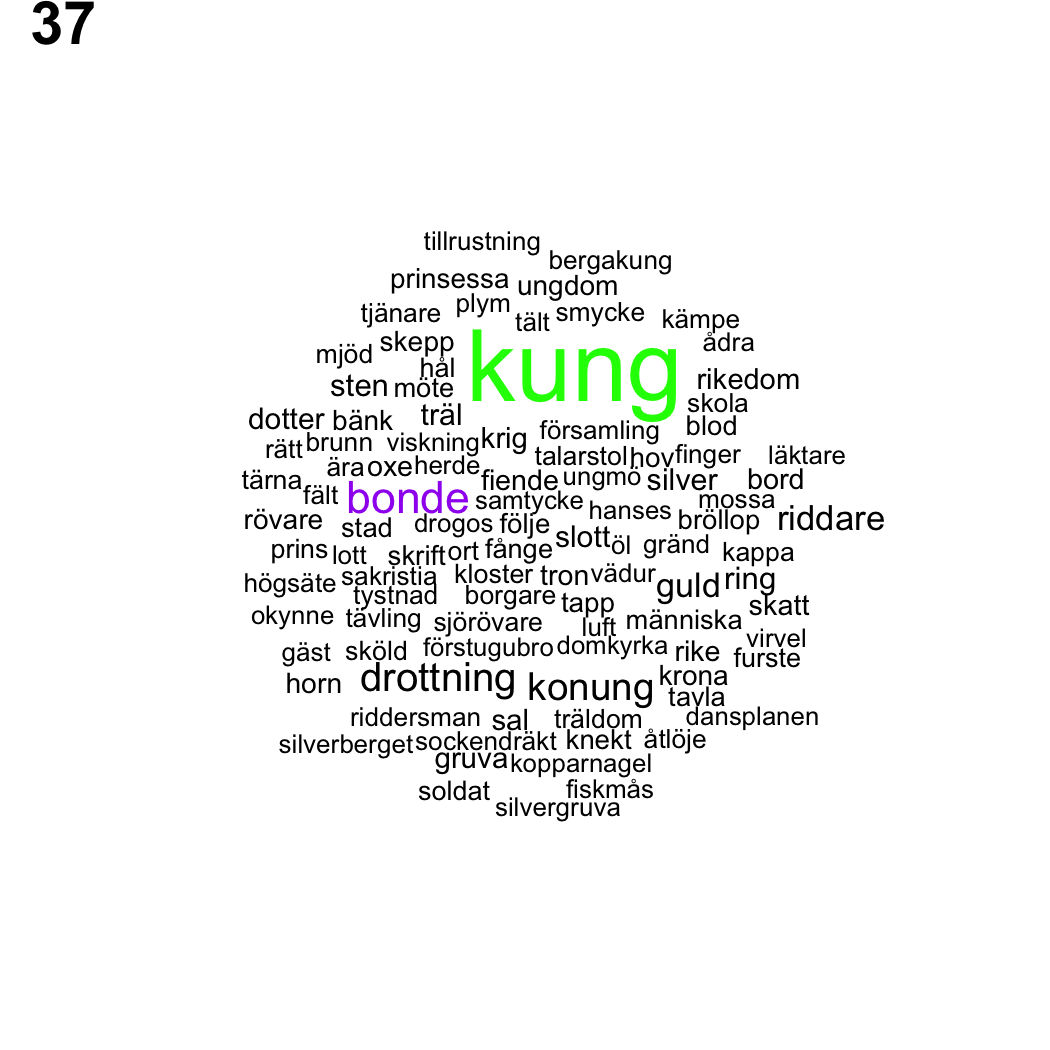 37
tillrustning
bergakung
prinsessa ungdom
tjänare plym tält smycke kämpe
mjöd skepp kung ådra
hål
sten möte rikedom
skola
dotter bänk träl blod
rätt brunn viskning krig församling
ära oxe herde talarstol hov finger läktare
tärna fält bonde fiende ungmö silver bord
samtycke hanses mossa
rövare stad drogos följe bröllop riddare
prins lott skrift ort fånge slott öl gränd kappa
högsäte sakristia kloster tron vädur guld ring
tystnad borgare tapp skatt
okynne tävling sjörövare luft människa
virvel
gäst sköld förstugubro domkyrka rike furste
horn drottning konung krona
tavla
riddersman sal träldom dansplanen
silverberget sockendräkt knekt åtlöje
gruva kopparnagel
soldat fiskmås
silvergruva